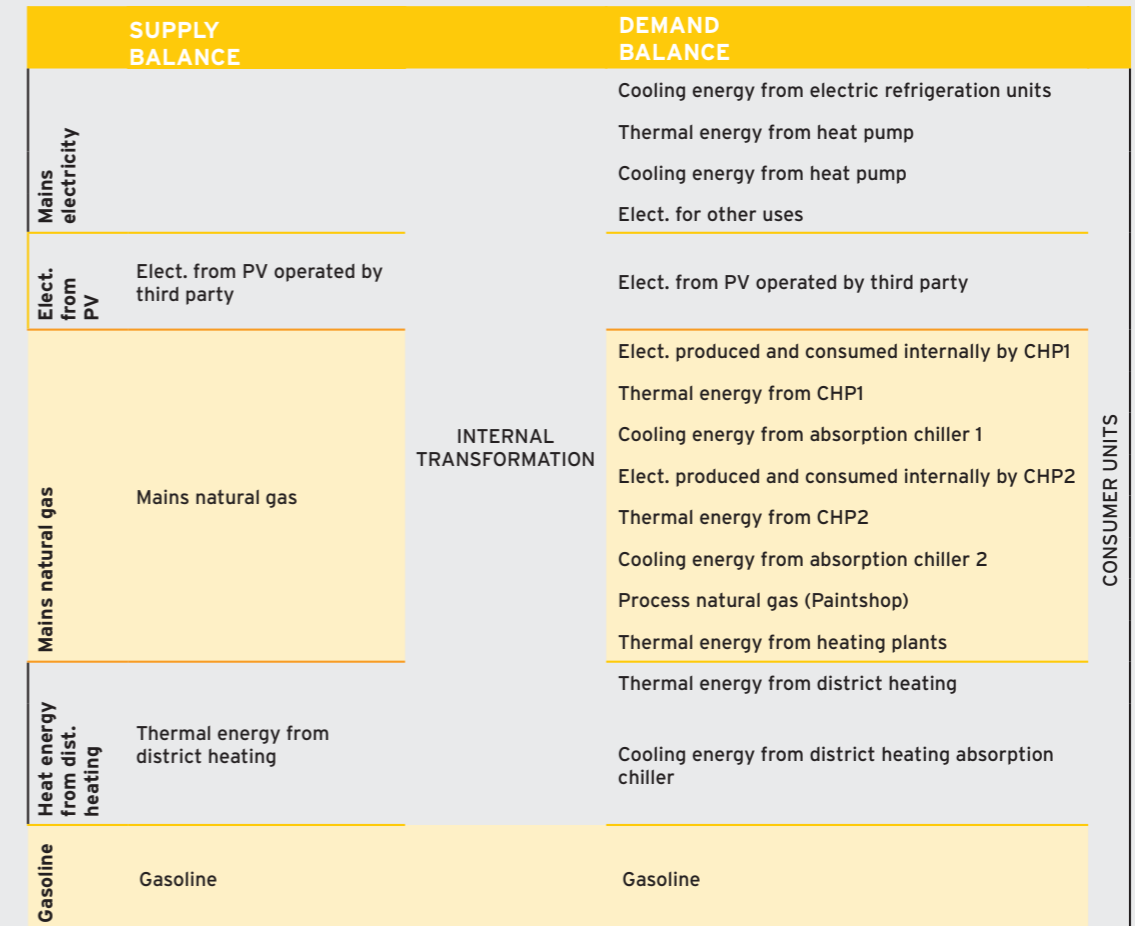 SUPPLY
BALANCE
DEMAND
BALANCE
Mains
electricity
Cooling energy from electric refrigeration units
Thermal energy from heat pump
Cooling energy from heat pump
Elect. for other uses
Elect.
from
PV
Elect. from PV operated by
third party
Elect. from PV operated by third party
Mains natural gas
Mains natural gas
INTERNAL
TRANSFORMATION
Elect. produced and consumed internally by CHP1
Thermal energy from CHP1
Cooling energy from absorption chiller 1
Elect. produced and consumed internally by CHP2
Thermal energy from CHP2
Cooling energy from absorption chiller 2
Process natural gas (Paintshop)
Thermal energy from heating plants
CONSUMER UNITS
Heat energy
from dist.
heating
Thermal energy from
district heating
Thermal energy from district heating
Cooling energy from district heating absorption
chiller
Gasoline
Gasoline
Gasoline